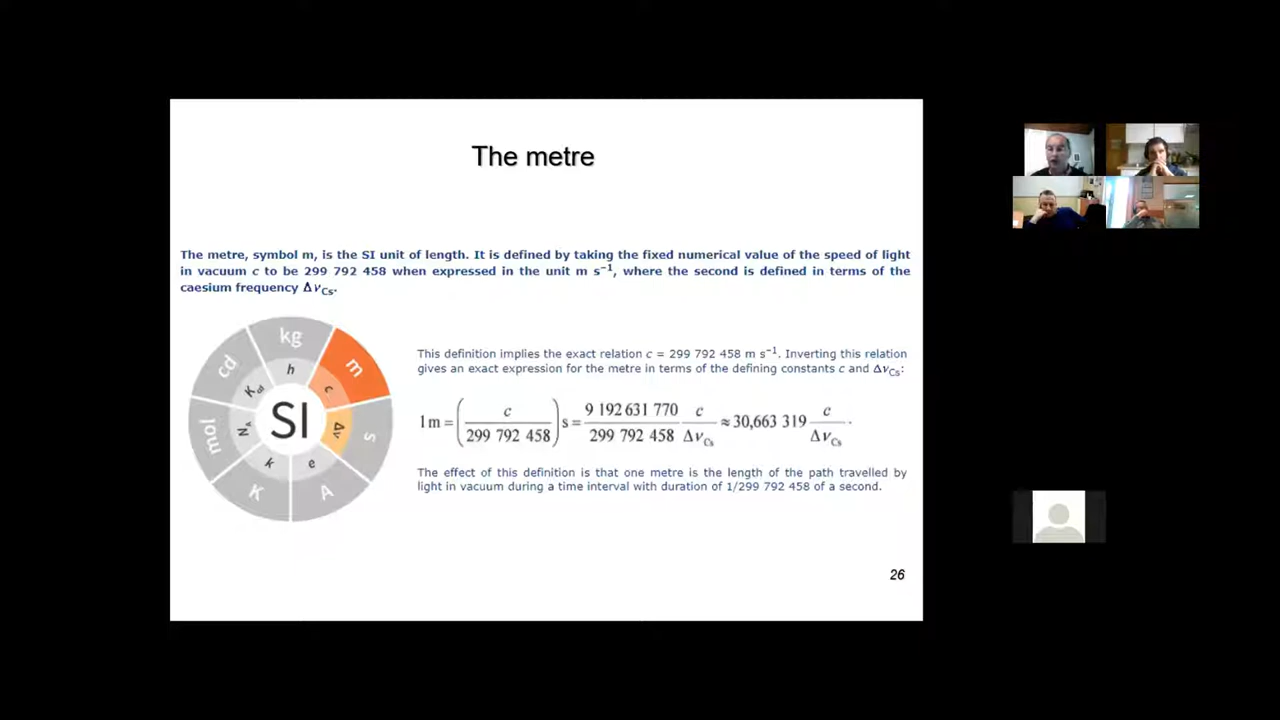 The metre
The metre, symbol m, is the SI unit of length. It is defined by taking the fixed numerical value of the speed of light
in vacuum c to be 299 792 458 when expressed in the unit m s⁻¹, where the second is defined in terms of the
caesium frequency Δν_Cs.
kg
m
s
A
K
mol
cd
h
c
Δν
e
k
N_A
K_cd
SI
This definition implies the exact relation c = 299 792 458 m s⁻¹. Inverting this relation
gives an exact expression for the metre in terms of the defining constants c and Δν_Cs:
1 m = (c / 299 792 458) s = 9 192 631 770 / 299 792 458 c / Δν_Cs ≈ 30,663 319 c / Δν_Cs .
The effect of this definition is that one metre is the length of the path travelled by
light in vacuum during a time interval with duration of 1/299 792 458 of a second.
26